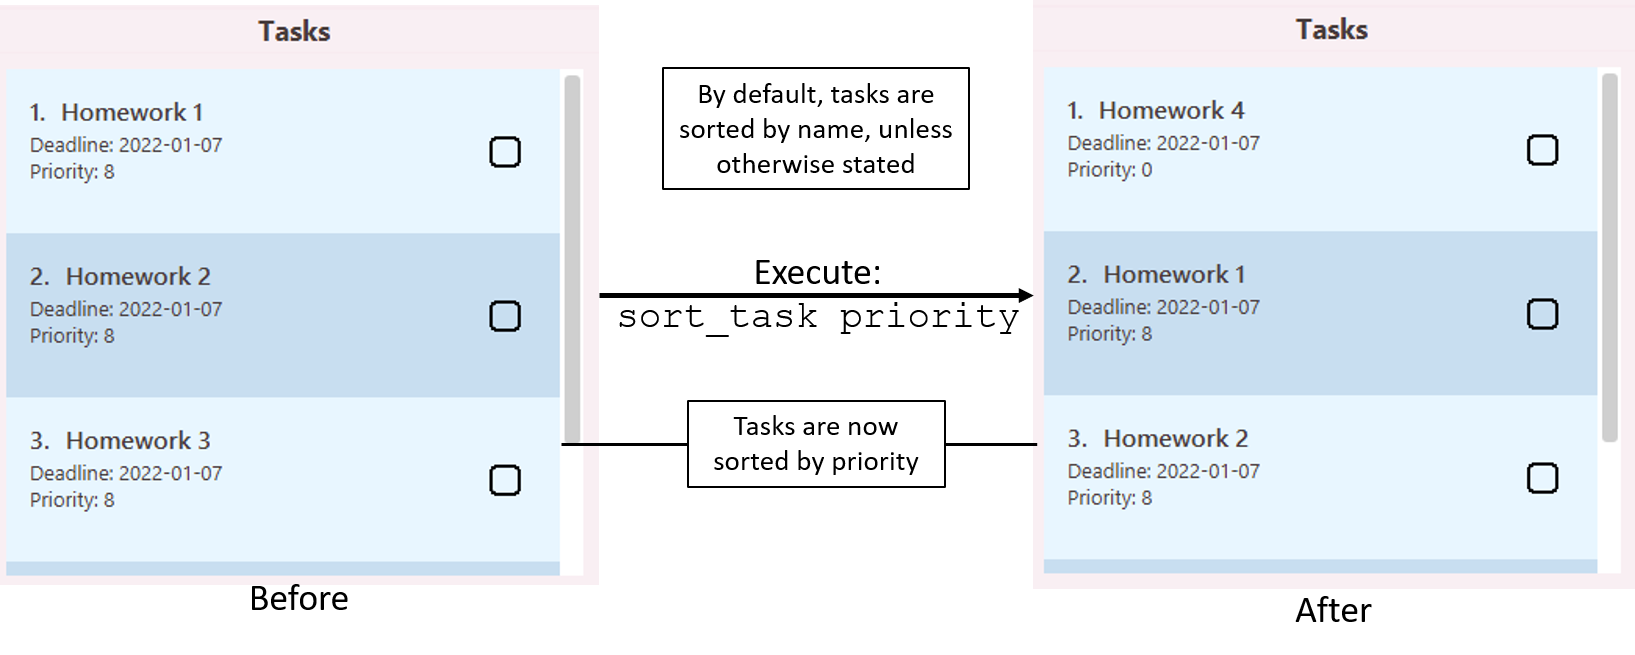 Tasks
1. Homework 1
Deadline: 2022-01-07
Priority: 8
2. Homework 2
Deadline: 2022-01-07
Priority: 8
3. Homework 3
Deadline: 2022-01-07
Priority: 8
Before
By default, tasks are
sorted by name, unless
otherwise stated
Execute:
sort_task priority
Tasks are now
sorted by priority
Tasks
1. Homework 4
Deadline: 2022-01-07
Priority: 0
2. Homework 1
Deadline: 2022-01-07
Priority: 8
3. Homework 2
Deadline: 2022-01-07
Priority: 8
After